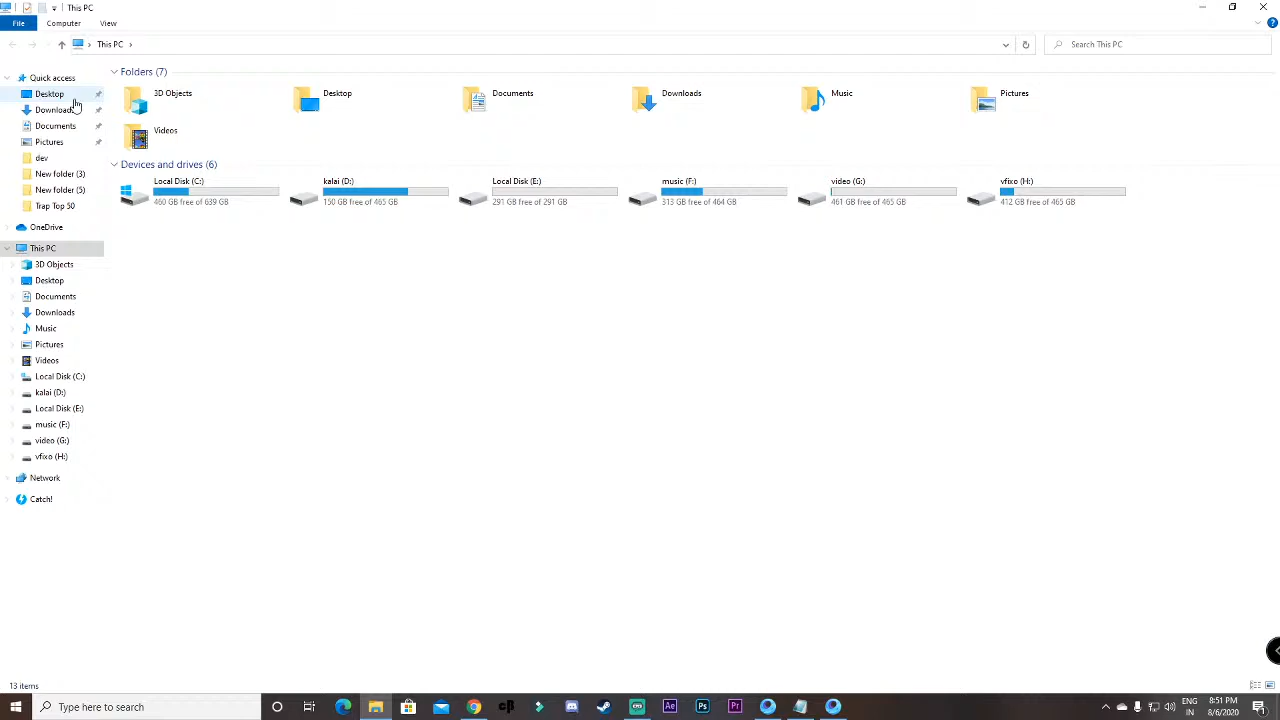 This PC
File Computer View
This PC
Search This PC
Quick access
Desktop
Downloads
Documents
Pictures
dev
New folder (3)
New folder (5)
Trap Top 50
OneDrive
This PC
3D Objects
Desktop
Documents
Downloads
Music
Pictures
Videos
Local Disk (C:)
kalai (D:)
Local Disk (E:)
music (F:)
video (G:)
vfixo (H:)
Network
Catch!
Folders (7)
3D Objects
Desktop
Documents
Downloads
Music
Pictures
Videos
Devices and drives (6)
Local Disk (C:)
460 GB free of 639 GB
kalai (D:)
150 GB free of 465 GB
Local Disk (E:)
291 GB free of 291 GB
music (F:)
313 GB free of 464 GB
video (G:)
461 GB free of 465 GB
vfixo (H:)
412 GB free of 465 GB
13 items
Type here to search
Ae
Ps
Pr
ENG
IN
8:51 PM
8/6/2020